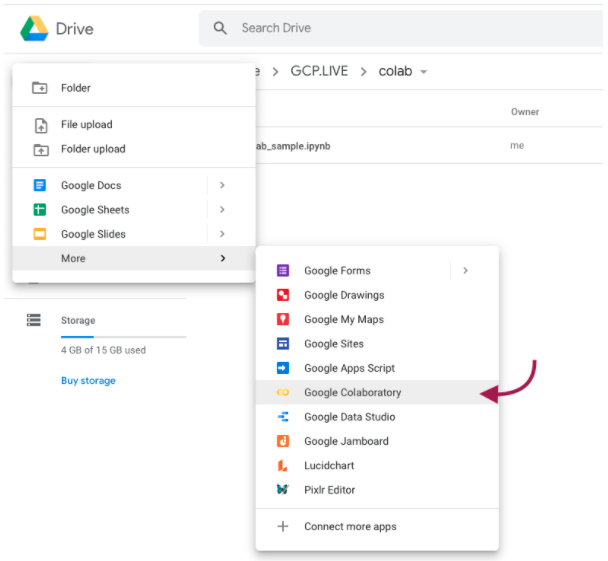 Drive
Search Drive
e > GCP.LIVE > colab
Folder
File upload
Folder upload
Google Docs
Google Sheets
Google Slides
More
Owner
ab_sample.ipynb
me
Google Forms
Google Drawings
Google My Maps
Google Sites
Google Apps Script
Google Colaboratory
Google Data Studio
Google Jamboard
Lucidchart
Pixlr Editor
Connect more apps
Storage
4 GB of 15 GB used
Buy storage